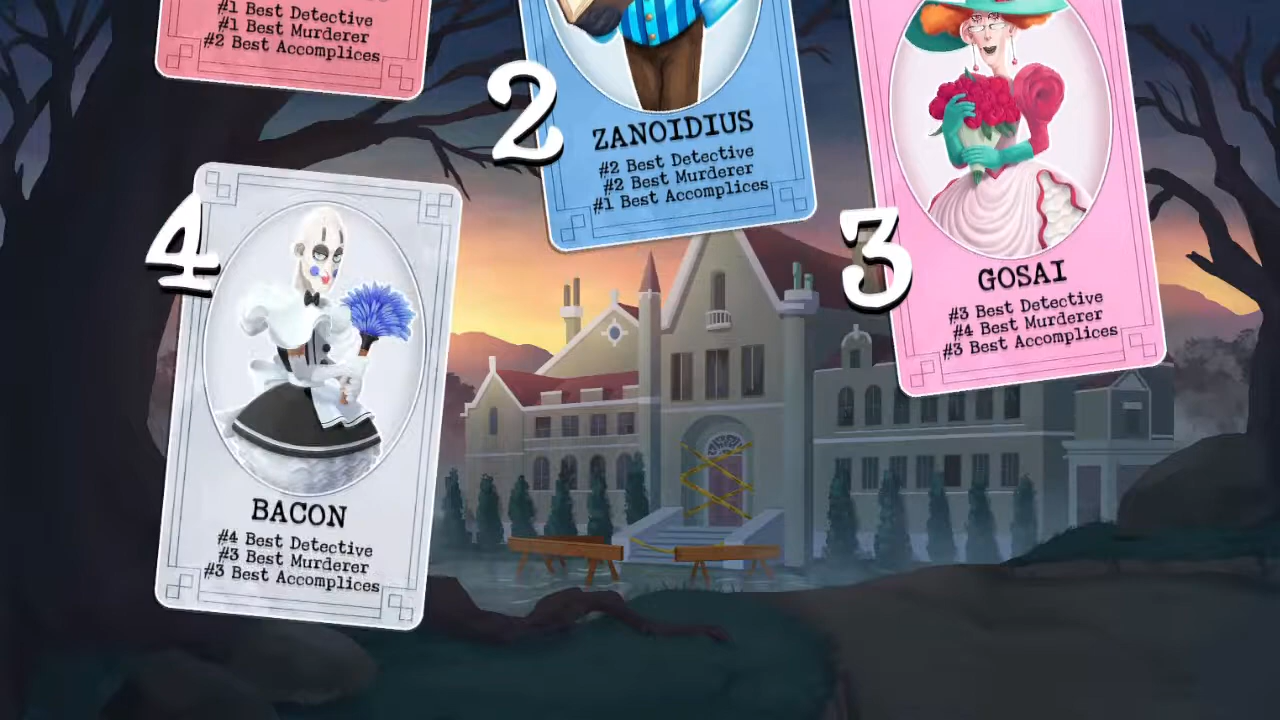 #1 Best Detective
#1 Best Murderer
#2 Best Accomplices
2
ZANOIDIUS
#2 Best Detective
#2 Best Murderer
#1 Best Accomplices
3
GOSAI
#3 Best Detective
#4 Best Murderer
#3 Best Accomplices
4
BACON
#4 Best Detective
#3 Best Murderer
#3 Best Accomplices